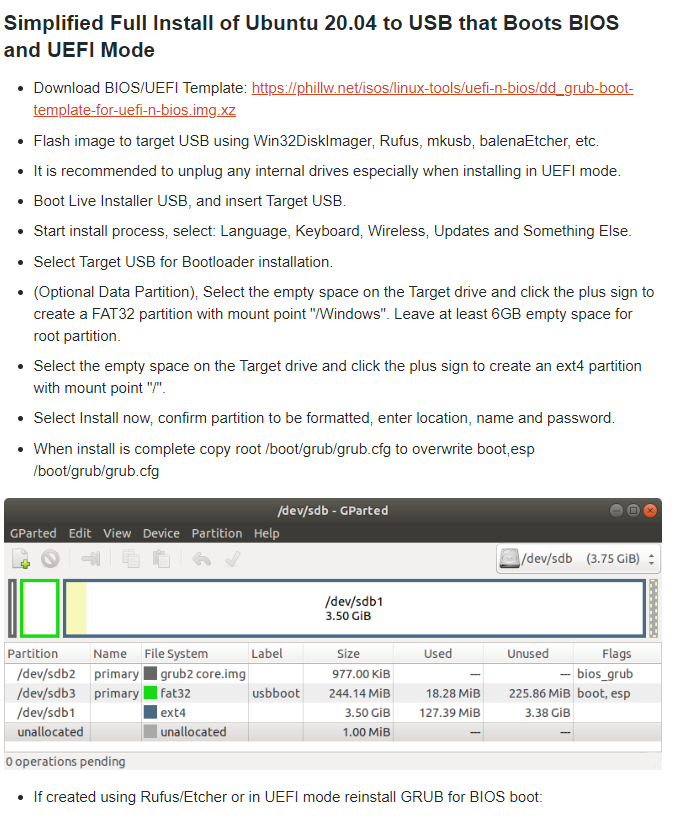 Simplified Full Install of Ubuntu 20.04 to USB that Boots BIOS
and UEFI Mode
• Download BIOS/UEFI Template: https://phillw.net/isos/linux-tools/uefi-n-bios/dd_grub-boot-
template-for-uefi-n-bios.img.xz
• Flash image to target USB using Win32DiskImager, Rufus, mkusb, balenaEtcher, etc.
• It is recommended to unplug any internal drives especially when installing in UEFI mode.
• Boot Live Installer USB, and insert Target USB.
• Start install process, select: Language, Keyboard, Wireless, Updates and Something Else.
• Select Target USB for Bootloader installation.
• (Optional Data Partition), Select the empty space on the Target drive and click the plus sign to
create a FAT32 partition with mount point "/Windows". Leave at least 6GB empty space for
root partition.
• Select the empty space on the Target drive and click the plus sign to create an ext4 partition
with mount point "/".
• Select Install now, confirm partition to be formatted, enter location, name and password.
• When install is complete copy root /boot/grub/grub.cfg to overwrite boot,esp
/boot/grub/grub.cfg
/dev/sdb - GParted
GParted Edit View Device Partition Help
/dev/sdb (3.75 GiB)
/dev/sdb1
3.50 GiB
Partition Name File System Label Size Used Unused Flags
/dev/sdb2 primary grub2 core.img 977.00 KiB --- --- bios_grub
/dev/sdb3 primary fat32 usbboot 244.14 MiB 18.28 MiB 225.86 MiB boot, esp
/dev/sdb1 ext4 3.50 GiB 127.39 MiB 3.38 GiB
unallocated unallocated 1.00 MiB --- ---
0 operations pending
• If created using Rufus/Etcher or in UEFI mode reinstall GRUB for BIOS boot: